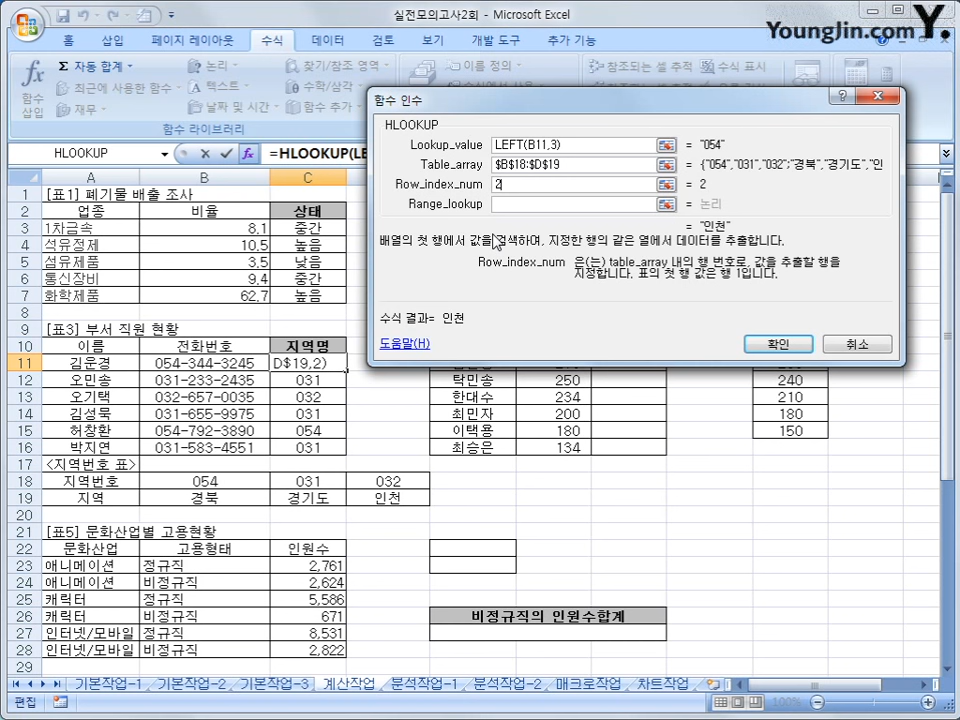 실전모의고사2회 - Microsoft Excel
YoungJin.com Y.
홈 삽입 페이지 레이아웃 수식 데이터 검토 보기 개발 도구 추가 기능
fx 함수 삽입
Σ 자동 합계 논리 찾기/참조 영역 이름 정의 참조되는 셀 추적 수식 표시
최근에 사용한 함수 텍스트 수학/삼각
재무 날짜 및 시간 함수 추가
함수 라이브러리
HLOOKUP =HLOOKUP(LE
함수 인수
HLOOKUP
Lookup_value LEFT(B11,3) = "054"
Table_array $B$18:$D$19 = {"054","031","032";"경북","경기도","인
Row_index_num 2 = 2
Range_lookup = 논리
= "인천"
배열의 첫 행에서 값을 검색하여, 지정한 행의 같은 열에서 데이터를 추출합니다.
Row_index_num 은(는) table_array 내의 행 번호로, 값을 추출할 행을
지정합니다. 표의 첫 행 값은 행 1입니다.
수식 결과= 인천
도움말(H) 확인 취소
A B C
1 [표1] 폐기물 배출 조사
2 업종 비율 상태
3 1차금속 8.1 중간
4 석유정제 10.5 높음
5 섬유제품 3.5 낮음
6 통신장비 9.4 중간
7 화학제품 62.7 높음
8
9 [표3] 부서 직원 현황
10 이름 전화번호 지역명
11 김운경 054-344-3245 D$19,2)
12 오민송 031-233-2435 031 탁민송 250 240
13 오기택 032-657-0035 032 한대수 234 210
14 김성묵 031-655-9975 031 최민자 200 180
15 허창환 054-792-3890 054 이택용 180 150
16 박지연 031-583-4551 031 최승은 134
17 <지역번호 표>
18 지역번호 054 031 032
19 지역 경북 경기도 인천
20
21 [표5] 문화산업별 고용현황
22 문화산업 고용형태 인원수
23 애니메이션 정규직 2,761
24 애니메이션 비정규직 2,624
25 캐릭터 정규직 5,586
26 캐릭터 비정규직 671 비정규직의 인원수합계
27 인터넷/모바일 정규직 8,531
28 인터넷/모바일 비정규직 2,822
29
기본작업-1 기본작업-2 기본작업-3 계산작업 분석작업-1 분석작업-2 매크로작업 차트작업
편집 100%